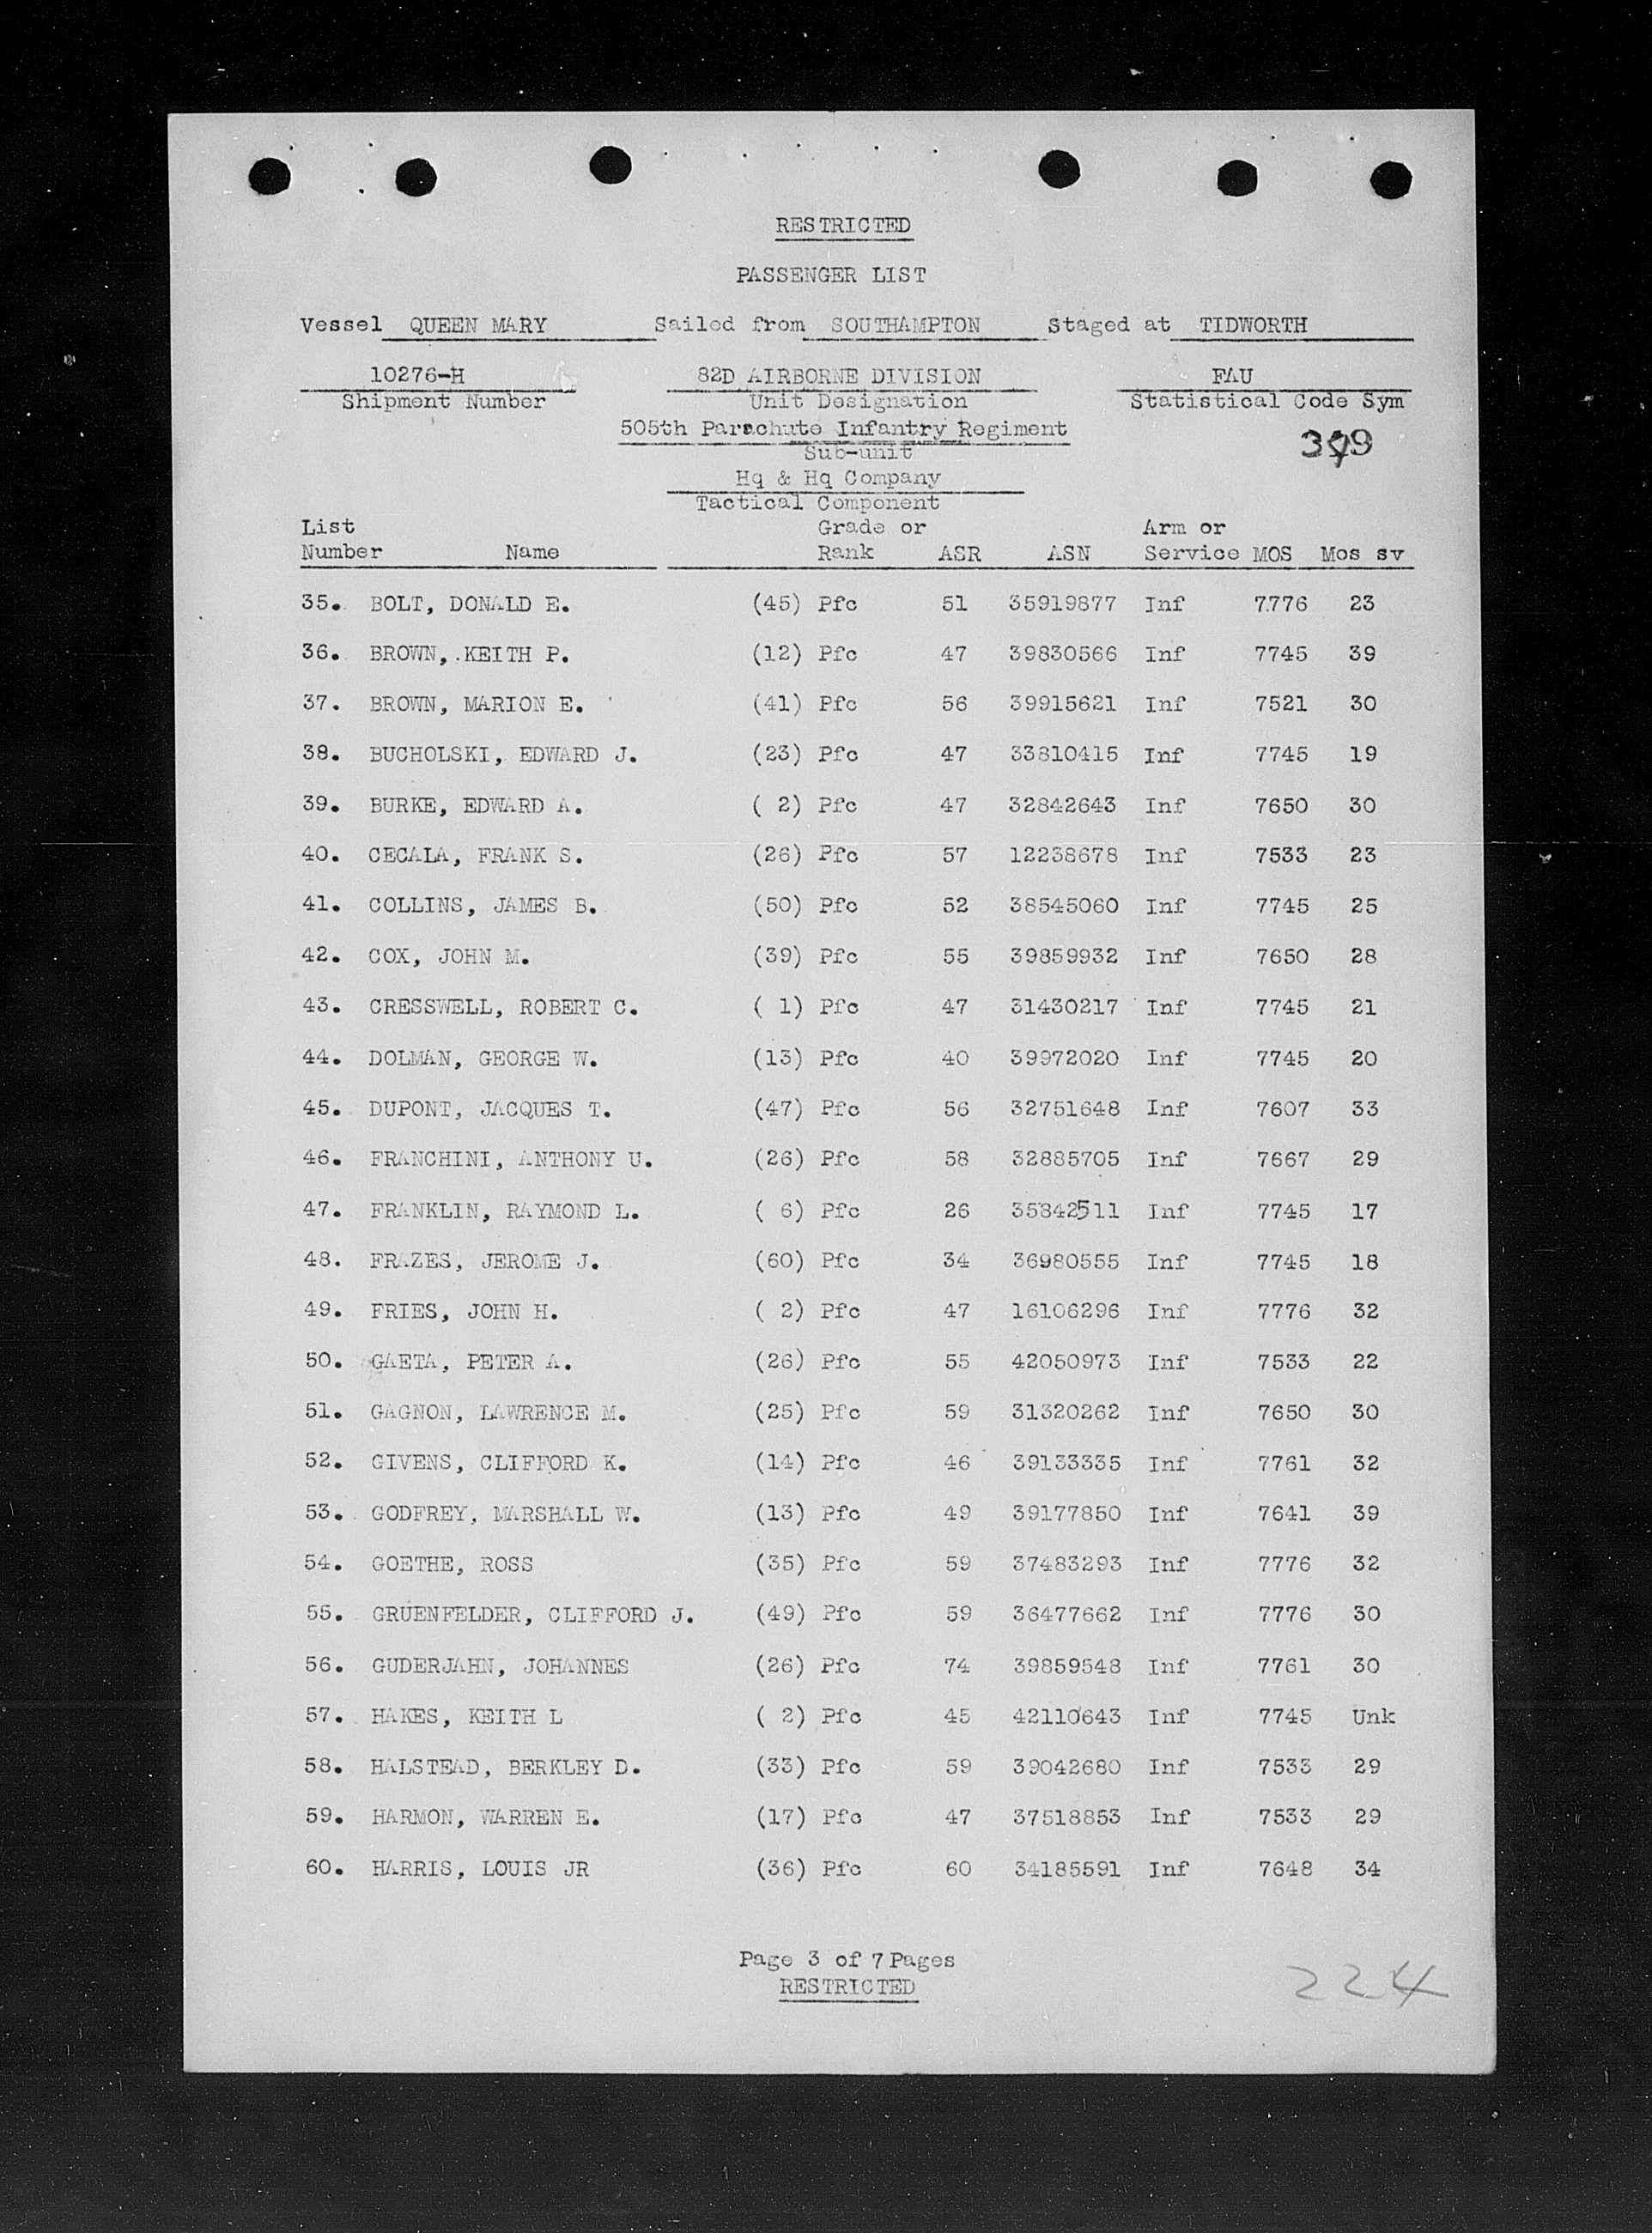 RESTRICTED
PASSENGER LIST
Vessel QUEEN MARY Sailed from SOUTHAMPTON Staged at TIDWORTH
10276-H 82D AIRBORNE DIVISION FAU
Shipment Number Unit Designation Statistical Code Sym
505th Parachute Infantry Regiment
Sub-unit
Hq & Hq Company
Tactical Component
List Grade or Arm or
Number Name Rank ASR ASN Service MOS Mos sv
35. BOLT, DONALD E. (45) Pfc 51 35919877 Inf 7776 23
36. BROWN, KEITH P. (12) Pfc 47 39830566 Inf 7745 39
37. BROWN, MARION E. (41) Pfc 56 39915621 Inf 7521 30
38. BUCHOLSKI, EDWARD J. (23) Pfc 47 33810415 Inf 7745 19
39. BURKE, EDWARD A. ( 2) Pfc 47 32842643 Inf 7650 30
40. CECALA, FRANK S. (26) Pfc 57 12238678 Inf 7533 23
41. COLLINS, JAMES B. (50) Pfc 52 38545060 Inf 7745 25
42. COX, JOHN M. (39) Pfc 55 39859932 Inf 7650 28
43. CRESSWELL, ROBERT C. ( 1) Pfc 47 31430217 Inf 7745 21
44. DOLMAN, GEORGE W. (13) Pfc 40 39972020 Inf 7745 20
45. DUPONT, JACQUES T. (47) Pfc 56 32751648 Inf 7607 33
46. FRANCHINI, ANTHONY U. (26) Pfc 58 32885705 Inf 7667 29
47. FRANKLIN, RAYMOND L. ( 6) Pfc 26 35842511 Inf 7745 17
48. FRAZES, JEROME J. (60) Pfc 34 36980555 Inf 7745 18
49. FRIES, JOHN H. ( 2) Pfc 47 16106296 Inf 7776 32
50. GAETA, PETER A. (26) Pfc 55 42050973 Inf 7533 22
51. GAGNON, LAWRENCE M. (25) Pfc 59 31320262 Inf 7650 30
52. GIVENS, CLIFFORD K. (14) Pfc 46 39133335 Inf 7761 32
53. GODFREY, MARSHALL W. (13) Pfc 49 39177850 Inf 7641 39
54. GOETHE, ROSS (35) Pfc 59 37483293 Inf 7776 32
55. GRUENFELDER, CLIFFORD J. (49) Pfc 59 36477662 Inf 7776 30
56. GUDERJAHN, JOHANNES (26) Pfc 74 39859548 Inf 7761 30
57. HAKES, KEITH L ( 2) Pfc 45 42110643 Inf 7745 Unk
58. HALSTEAD, BERKLEY D. (33) Pfc 59 39042680 Inf 7533 29
59. HARMON, WARREN E. (17) Pfc 47 37518853 Inf 7533 29
60. HARRIS, LOUIS JR (36) Pfc 60 34185591 Inf 7648 34
Page 3 of 7 Pages
RESTRICTED
224